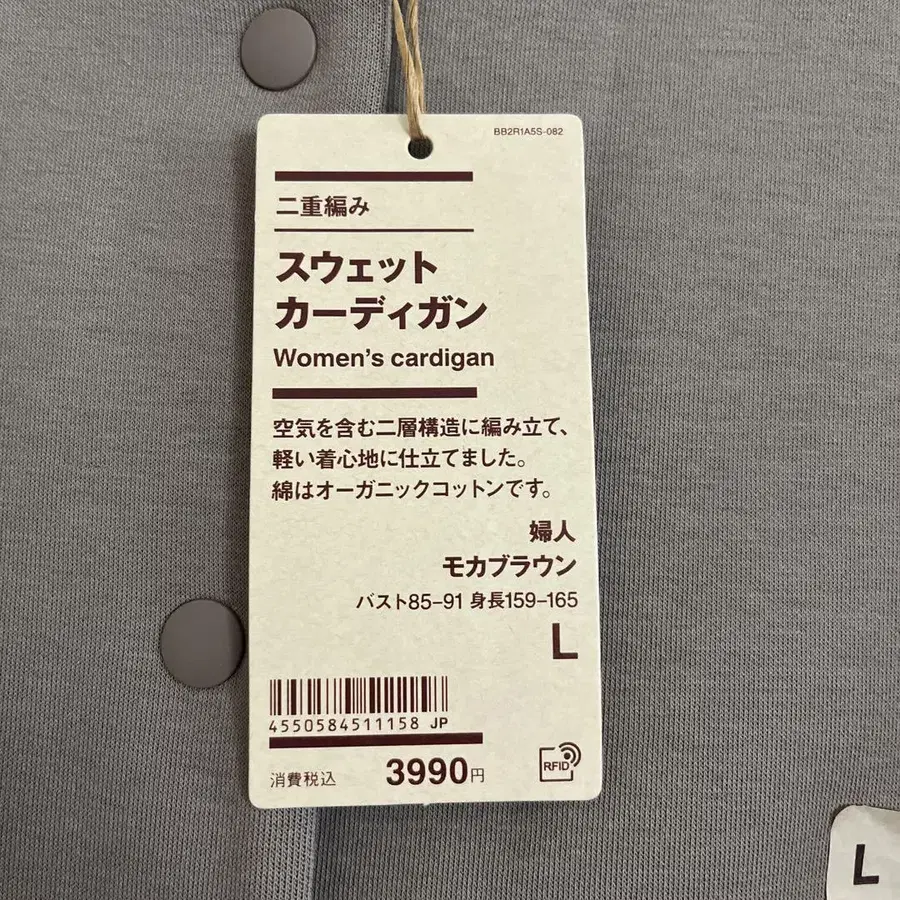 BB2R1A5S-082
二重編み
スウェット
カーディガン
Women's cardigan
空気を含む二層構造に編み立て、
軽い着心地に仕立てました。
綿はオーガニックコットンです。
婦人
モカブラウン
バスト85–91 身長159–165
L
4550584511158 JP
消費税込 3990円
RFID
L